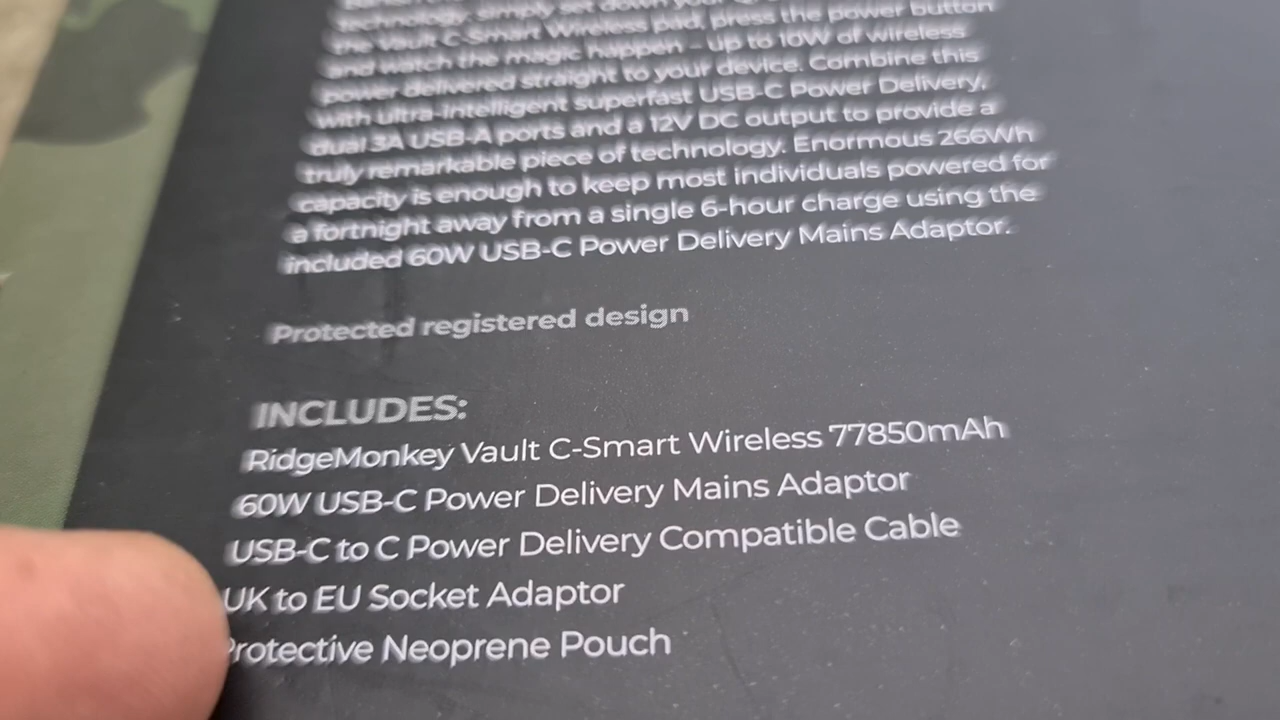 technology, simply set down your
the Vault C-Smart Wireless pad, press the power button
and watch the magic happen – up to 10W of wireless
power delivered straight to your device. Combine this
with ultra-intelligent superfast USB-C Power Delivery,
dual 3A USB-A ports and a 12V DC output to provide a
truly remarkable piece of technology. Enormous 266Wh
capacity is enough to keep most individuals powered for
a fortnight away from a single 6-hour charge using the
included 60W USB-C Power Delivery Mains Adaptor.
Protected registered design
INCLUDES:
RidgeMonkey Vault C-Smart Wireless 77850mAh
60W USB-C Power Delivery Mains Adaptor
USB-C to C Power Delivery Compatible Cable
UK to EU Socket Adaptor
Protective Neoprene Pouch